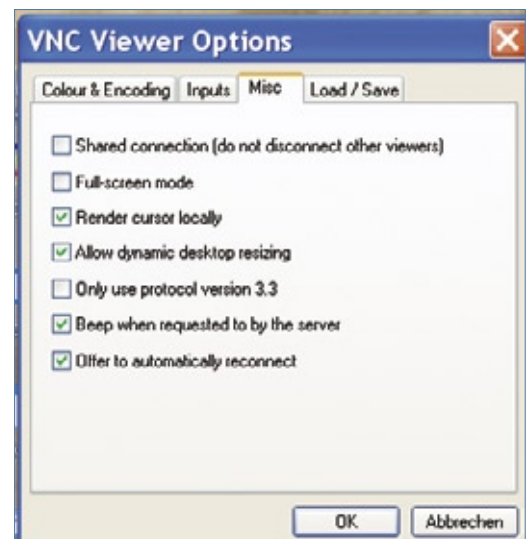 VNC Viewer Options
Colour & Encoding Inputs Misc Load / Save
Shared connection (do not disconnect other viewers)
Full-screen mode
Render cursor locally
Allow dynamic desktop resizing
Only use protocol version 3.3
Beep when requested to by the server
Offer to automatically reconnect
OK Abbrechen